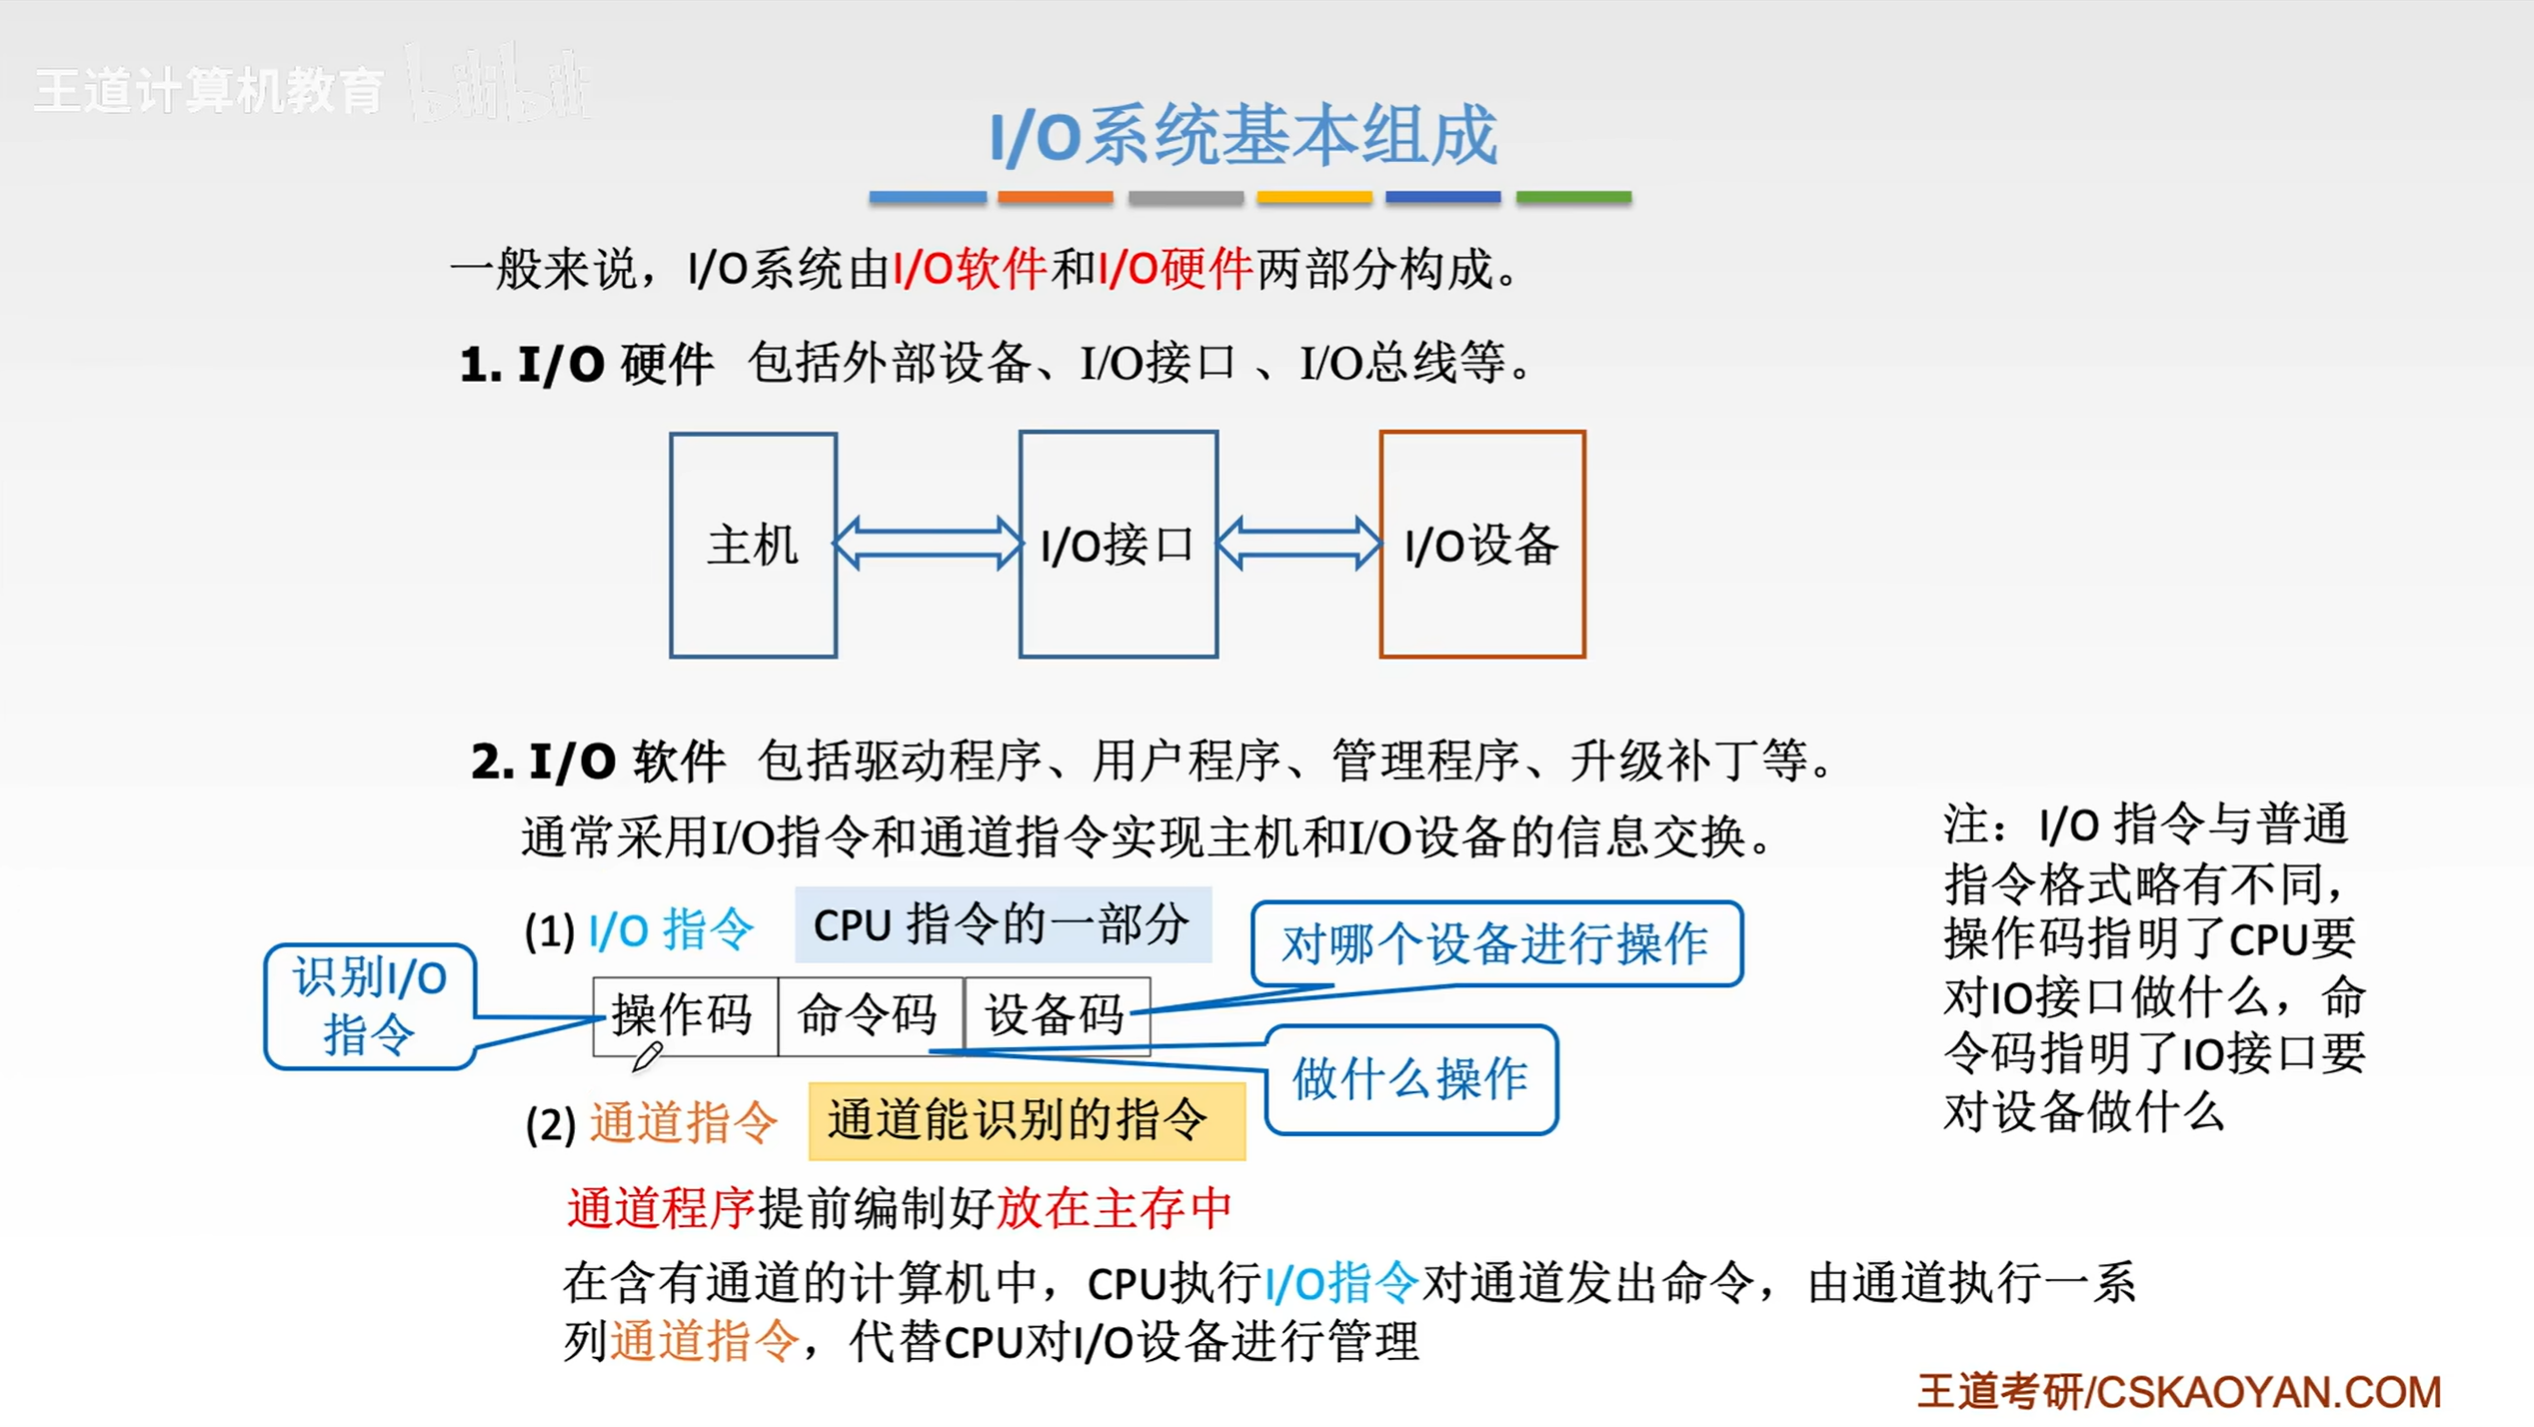 王道计算机教育 bilibili
I/O系统基本组成
一般来说，I/O系统由I/O软件和I/O硬件两部分构成。
1. I/O 硬件 包括外部设备、I/O接口 、I/O总线等。
主机
I/O接口
I/O设备
2. I/O 软件 包括驱动程序、用户程序、管理程序、升级补丁等。
通常采用I/O指令和通道指令实现主机和I/O设备的信息交换。
(1) I/O 指令
CPU 指令的一部分
对哪个设备进行操作
识别I/O
指令
操作码
命令码
设备码
做什么操作
(2) 通道指令
通道能识别的指令
通道程序提前编制好放在主存中
在含有通道的计算机中，CPU执行I/O指令对通道发出命令，由通道执行一系
列通道指令，代替CPU对I/O设备进行管理
注：I/O 指令与普通
指令格式略有不同，
操作码指明了CPU要
对IO接口做什么，命
令码指明了IO接口要
对设备做什么
王道考研/CSKAOYAN.COM